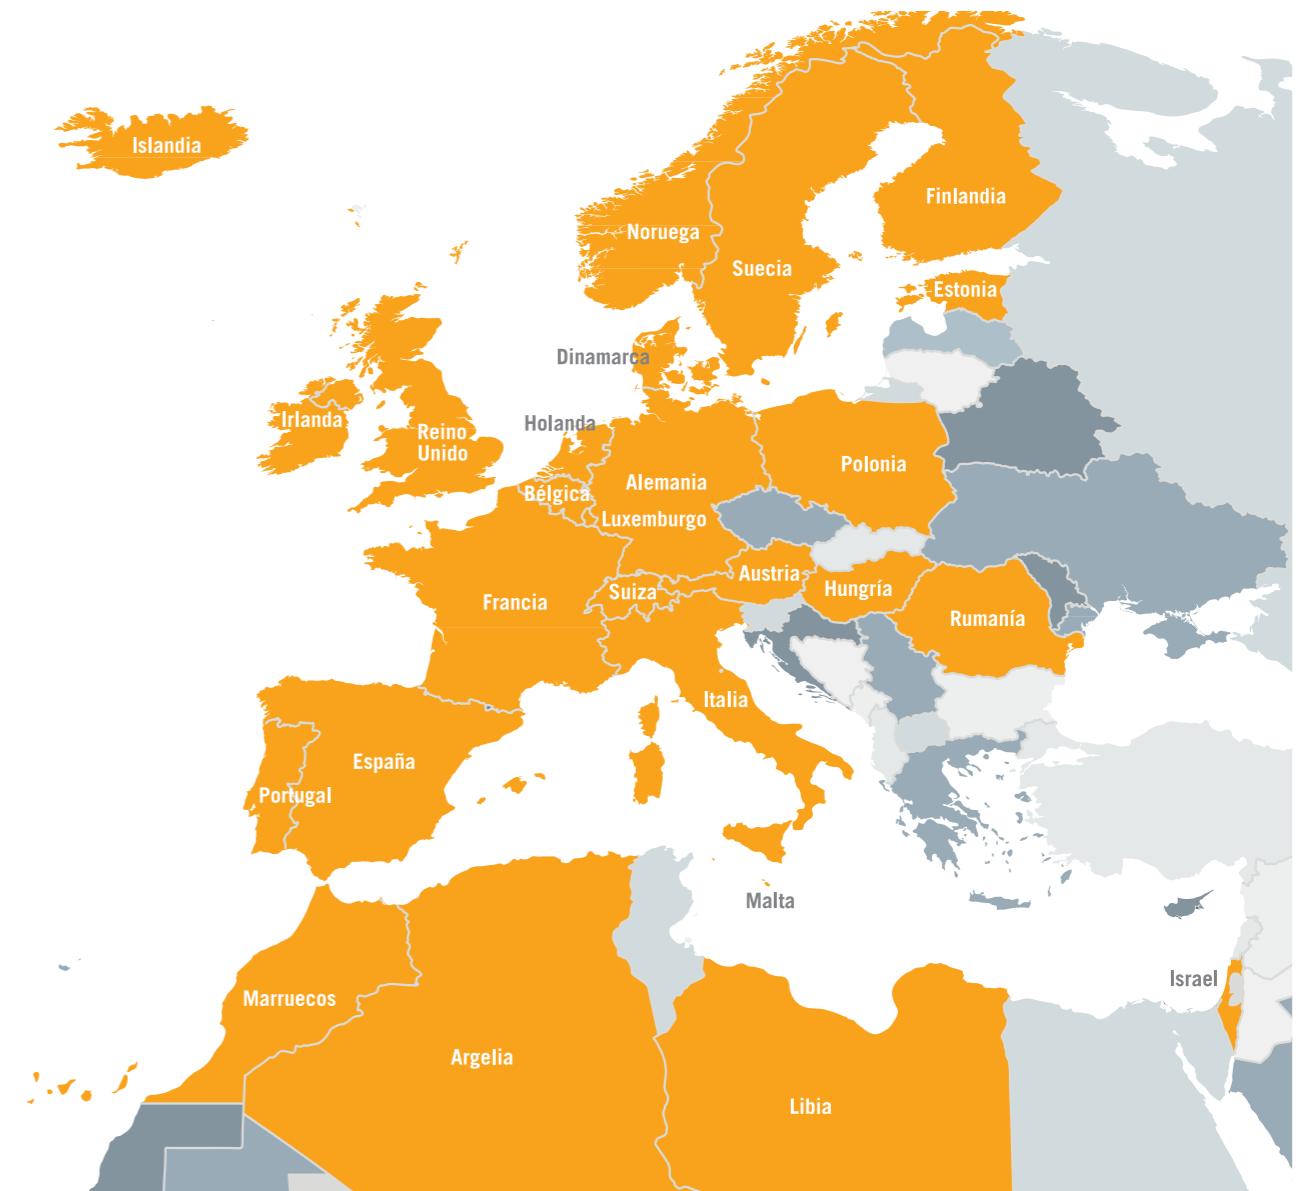 Islandia
Finlandia
Noruega
Suecia
Estonia
Dinamarca
Irlanda
Holanda
Reino
Unido
Polonia
Alemania
Bélgica
Luxemburgo
Austria
Hungría
Suiza
Francia
Rumanía
Italia
España
Portugal
Malta
Israel
Marruecos
Argelia
Libia